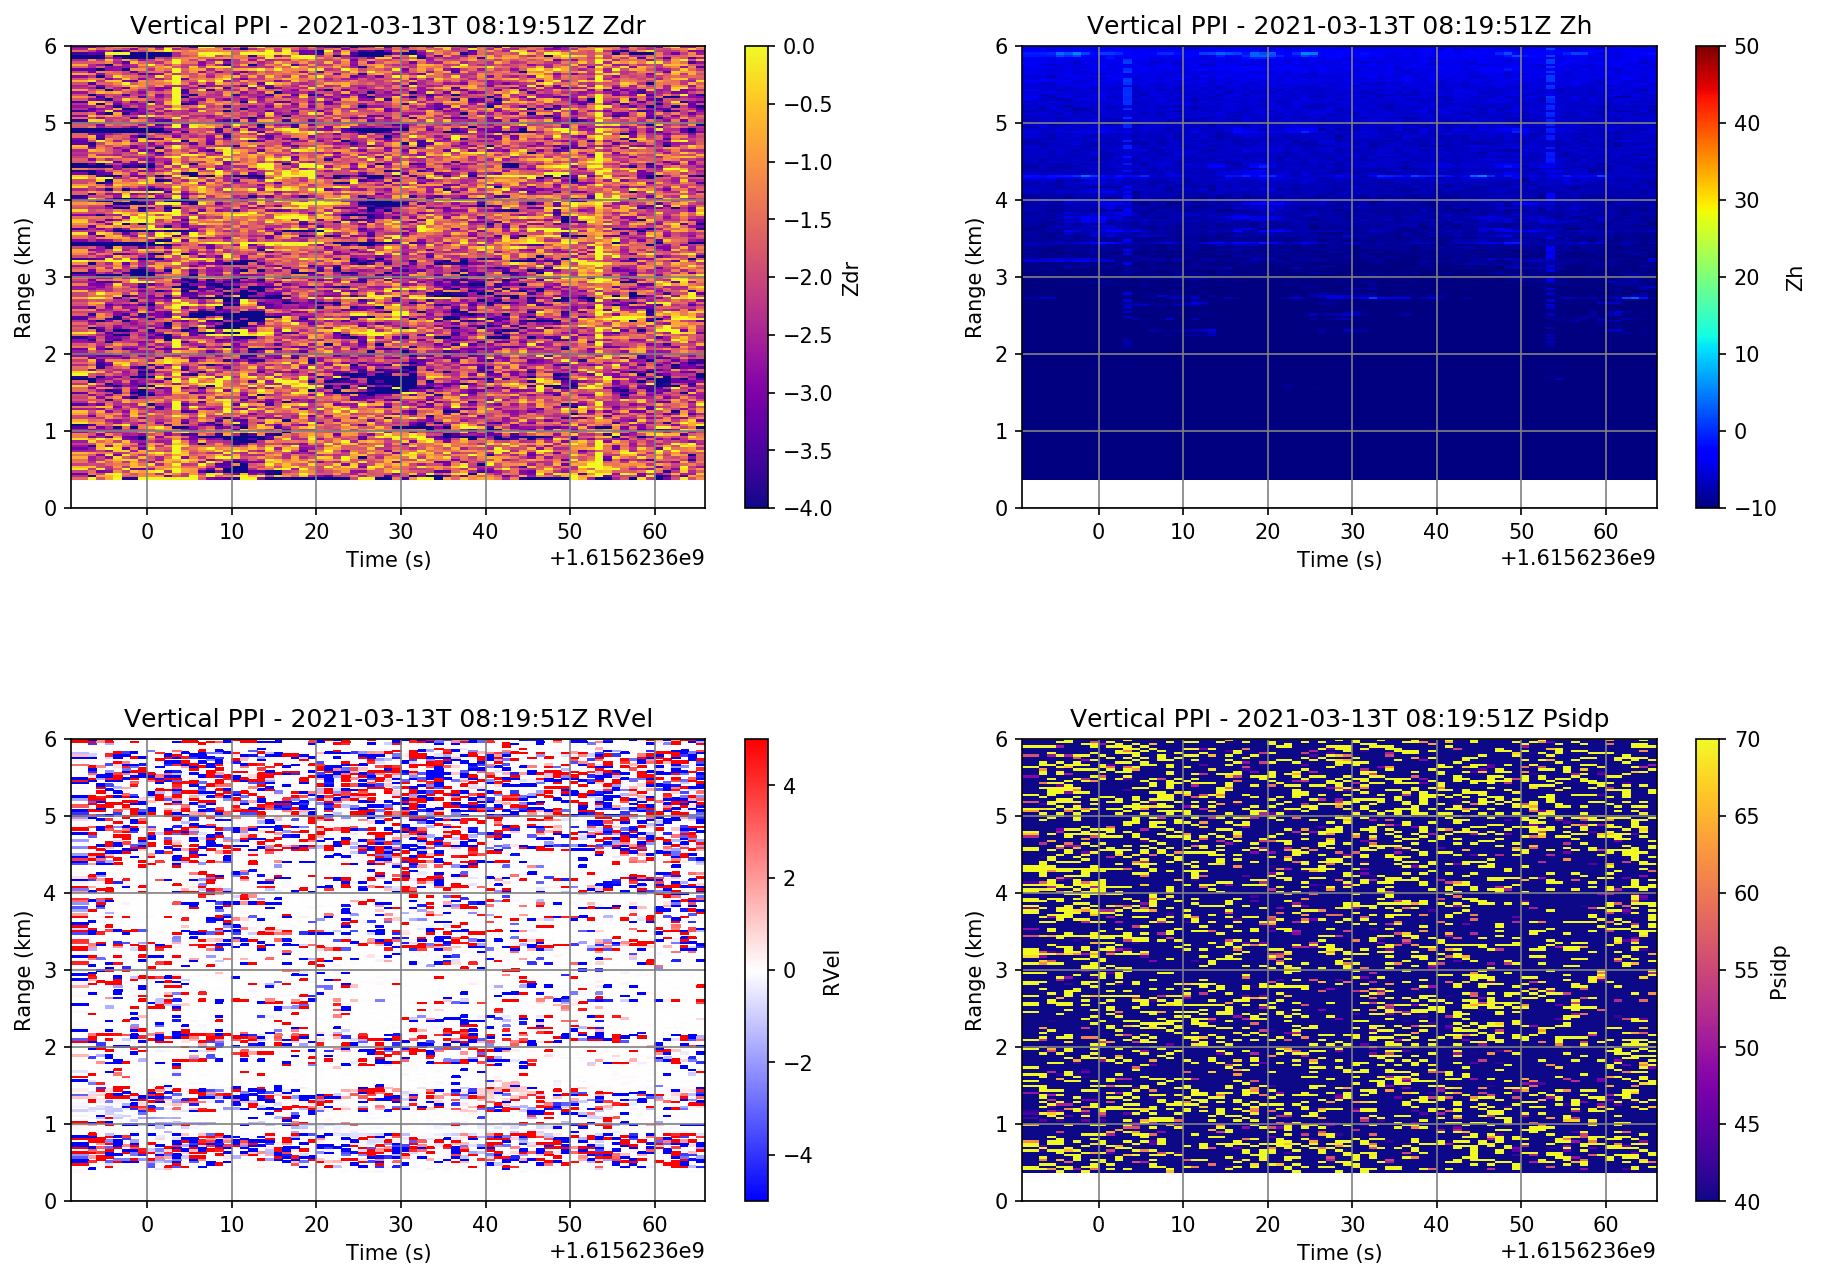 Vertical PPI - 2021-03-13T 08:19:51Z Zdr
6
5
4
3
2
1
0
Range (km)
0 10 20 30 40 50 60
Time (s)
+1.6156236e9
0.0
−0.5
−1.0
−1.5
−2.0
−2.5
−3.0
−3.5
−4.0
Zdr
Vertical PPI - 2021-03-13T 08:19:51Z Zh
6
5
4
3
2
1
0
Range (km)
0 10 20 30 40 50 60
Time (s)
+1.6156236e9
50
40
30
20
10
0
−10
Zh
Vertical PPI - 2021-03-13T 08:19:51Z RVel
6
5
4
3
2
1
0
Range (km)
0 10 20 30 40 50 60
Time (s)
+1.6156236e9
4
2
0
−2
−4
RVel
Vertical PPI - 2021-03-13T 08:19:51Z Psidp
6
5
4
3
2
1
0
Range (km)
0 10 20 30 40 50 60
Time (s)
+1.6156236e9
70
65
60
55
50
45
40
Psidp